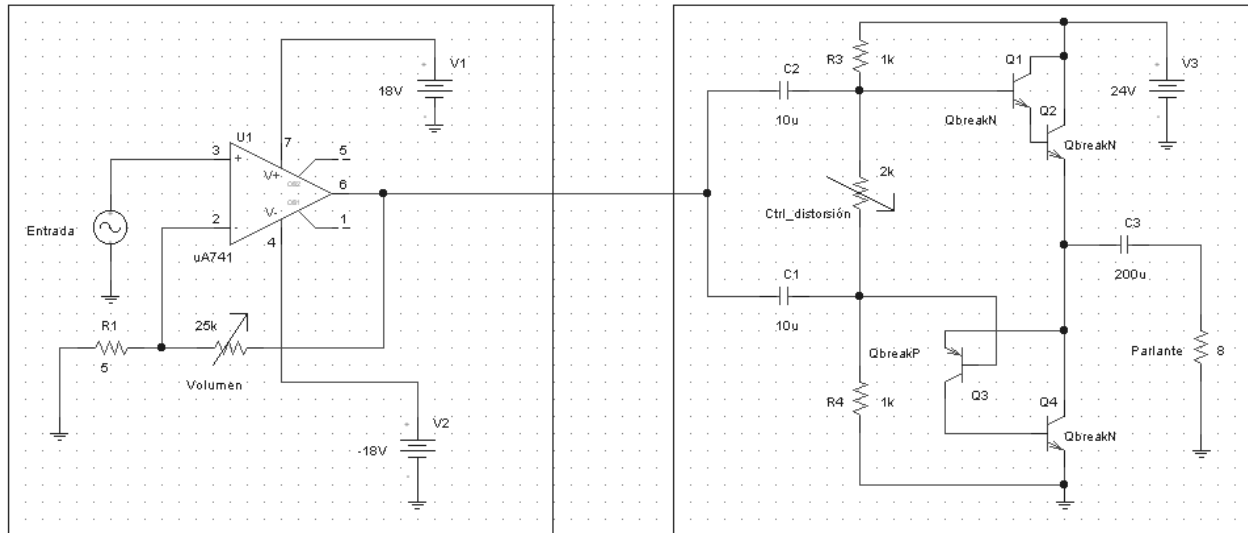 V1
18V
U1
7
3
+
5
V+
OS2
6
OS1
V-
1
2
-
4
uA741
Entrada
R1
5
25k
Volumen
V2
-18V
C2
10u
R3
1k
Q1
QbreakN
Q2
QbreakN
V3
24V
2k
Ctrl_distorsión
C3
200u
C1
10u
QbreakP
Q3
Parlante
8
R4
1k
Q4
QbreakN